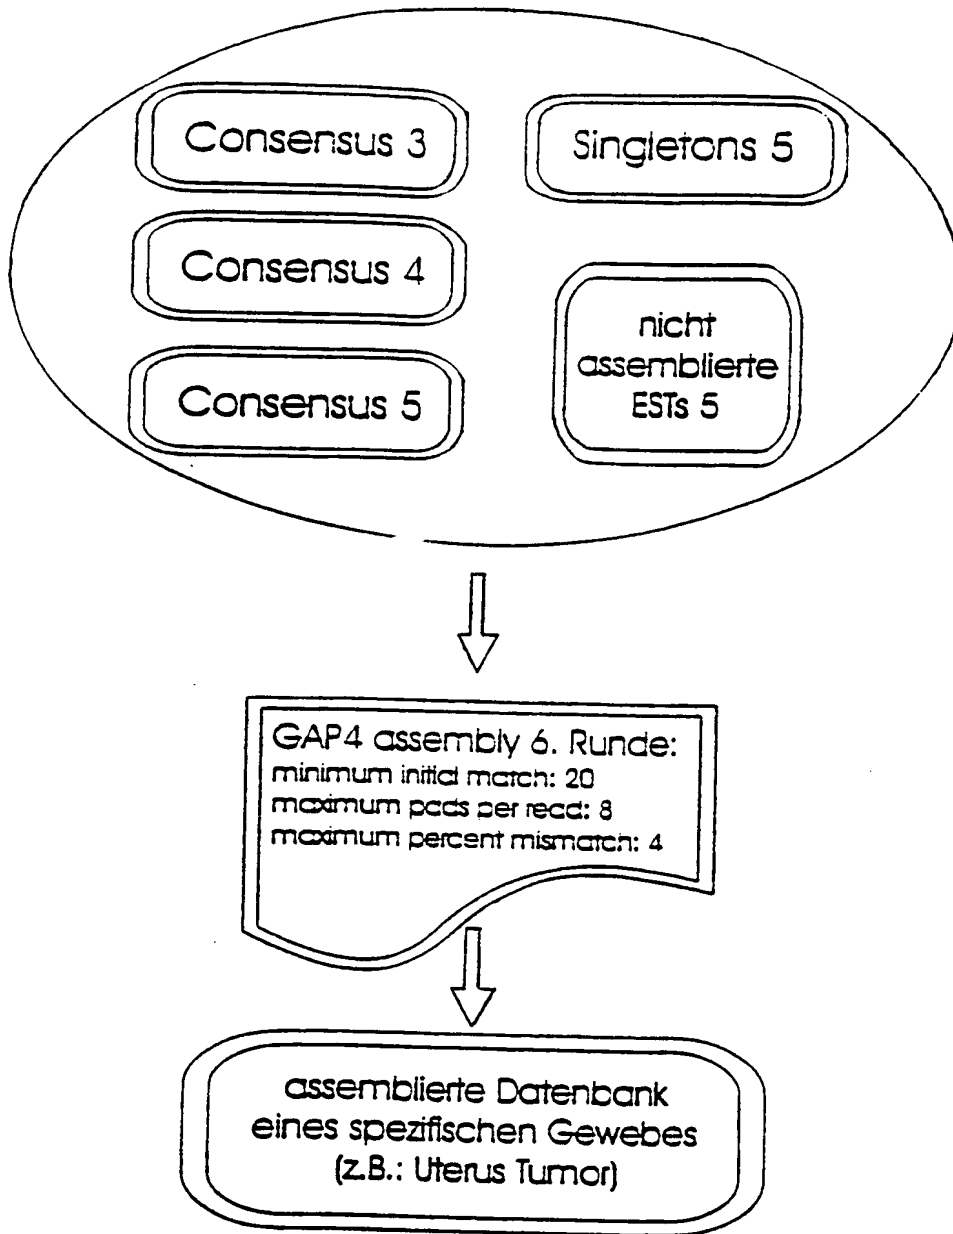 Consensus 3
Singletons 5
Consensus 4
nicht
assemblierte
ESTs 5
Consensus 5
GAP4 assembly 6. Runde:
minimum initial match: 20
maximum pads per read: 8
maximum percent mismatch: 4
assemblierte Datenbank
eines spezifischen Gewebes
(z.B.: Uterus Tumor)